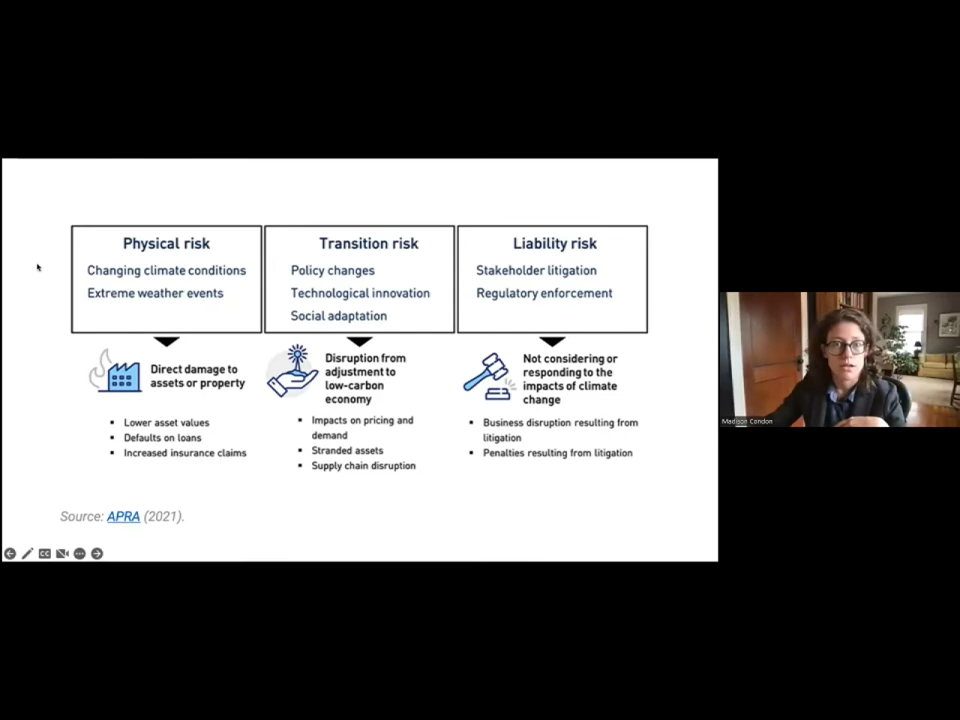 Physical risk
Changing climate conditions
Extreme weather events
Transition risk
Policy changes
Technological innovation
Social adaptation
Liability risk
Stakeholder litigation
Regulatory enforcement
Direct damage to
assets or property
Lower asset values
Defaults on loans
Increased insurance claims
Disruption from
adjustment to
low-carbon
economy
Impacts on pricing and
demand
Stranded assets
Supply chain disruption
Not considering or
responding to the
impacts of climate
change
Business disruption resulting from
litigation
Penalties resulting from litigation
Source: APRA (2021).
CC
Madison Condon